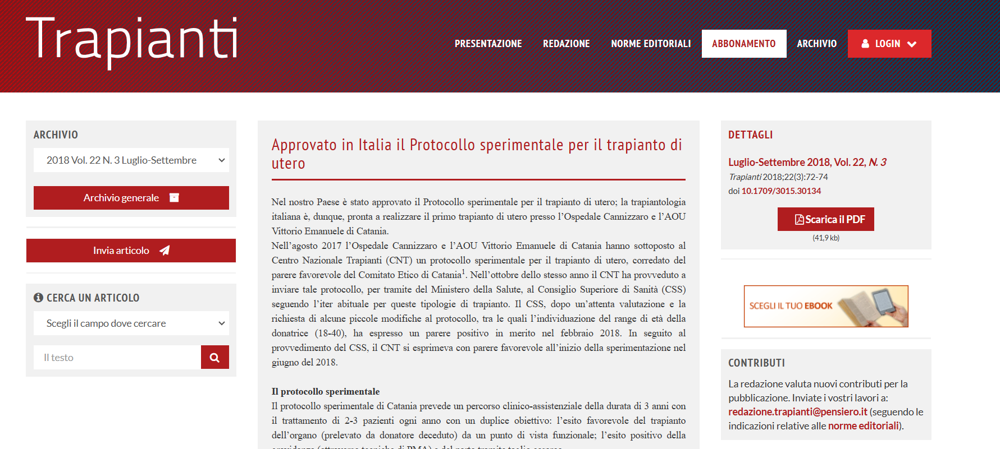 Trapianti
PRESENTAZIONE
REDAZIONE
NORME EDITORIALI
ABBONAMENTO
ARCHIVIO
LOGIN
ARCHIVIO
2018 Vol. 22 N. 3 Luglio-Settembre
Archivio generale
Invia articolo
CERCA UN ARTICOLO
Scegli il campo dove cercare
Il testo
Approvato in Italia il Protocollo sperimentale per il trapianto di
utero
Nel nostro Paese è stato approvato il Protocollo sperimentale per il trapianto di utero; la trapiantologia
italiana è, dunque, pronta a realizzare il primo trapianto di utero presso l’Ospedale Cannizzaro e l’AOU
Vittorio Emanuele di Catania.
Nell’agosto 2017 l’Ospedale Cannizzaro e l’AOU Vittorio Emanuele di Catania hanno sottoposto al
Centro Nazionale Trapianti (CNT) un protocollo sperimentale per il trapianto di utero, corredato del
parere favorevole del Comitato Etico di Catania1. Nell’ottobre dello stesso anno il CNT ha provveduto a
inviare tale protocollo, per tramite del Ministero della Salute, al Consiglio Superiore di Sanità (CSS)
seguendo l’iter abituale per queste tipologie di trapianto. Il CSS, dopo un’attenta valutazione e la
richiesta di alcune piccole modifiche al protocollo, tra le quali l’individuazione del range di età della
donatrice (18-40), ha espresso un parere positivo in merito nel febbraio 2018. In seguito al
provvedimento del CSS, il CNT si esprimeva con parere favorevole all’inizio della sperimentazione nel
giugno del 2018.
Il protocollo sperimentale
Il protocollo sperimentale di Catania prevede un percorso clinico-assistenziale della durata di 3 anni con
il trattamento di 2-3 pazienti ogni anno con un duplice obiettivo: l’esito favorevole del trapianto
dell’organo (prelevato da donatore deceduto) da un punto di vista funzionale; l’esito positivo della
DETTAGLI
Luglio-Settembre 2018, Vol. 22, N. 3
Trapianti 2018;22(3):72-74
doi 10.1709/3015.30134
Scarica il PDF
(41,9 kb)
SCEGLI IL TUO EBOOK
CONTRIBUTI
La redazione valuta nuovi contributi per la
pubblicazione. Inviate i vostri lavori a:
redazione.trapianti@pensiero.it (seguendo le
indicazioni relative alle norme editoriali).